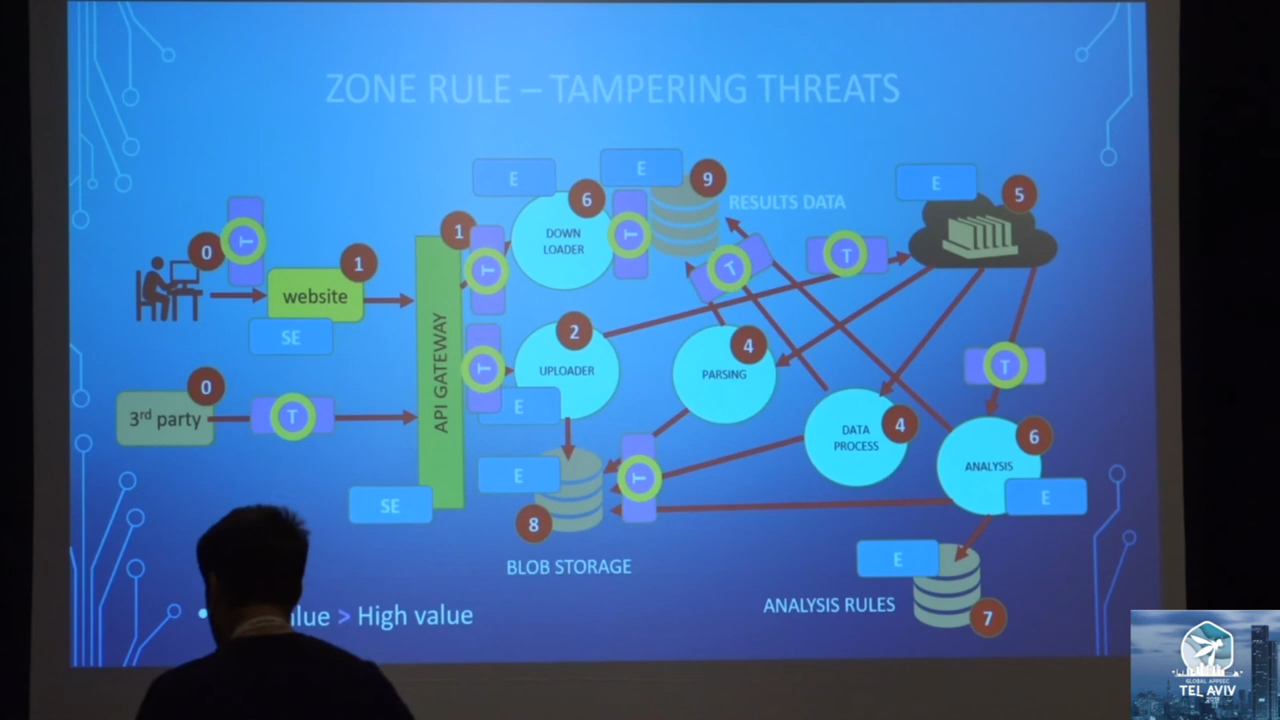 ZONE RULE – TAMPERING THREATS
E
E
9
E
5
6
RESULTS DATA
T
1
T
DOWN
LOADER
0
T
T
T
T
1
website
SE
2
T
UPLOADER
E
4
PARSING
T
0
3rd party
T
API GATEWAY
4
DATA
PROCESS
6
ANALYSIS
E
E
T
SE
8
BLOB STORAGE
E
ANALYSIS RULES
7
> High value
GLOBAL APPSEC
TEL AVIV
2019